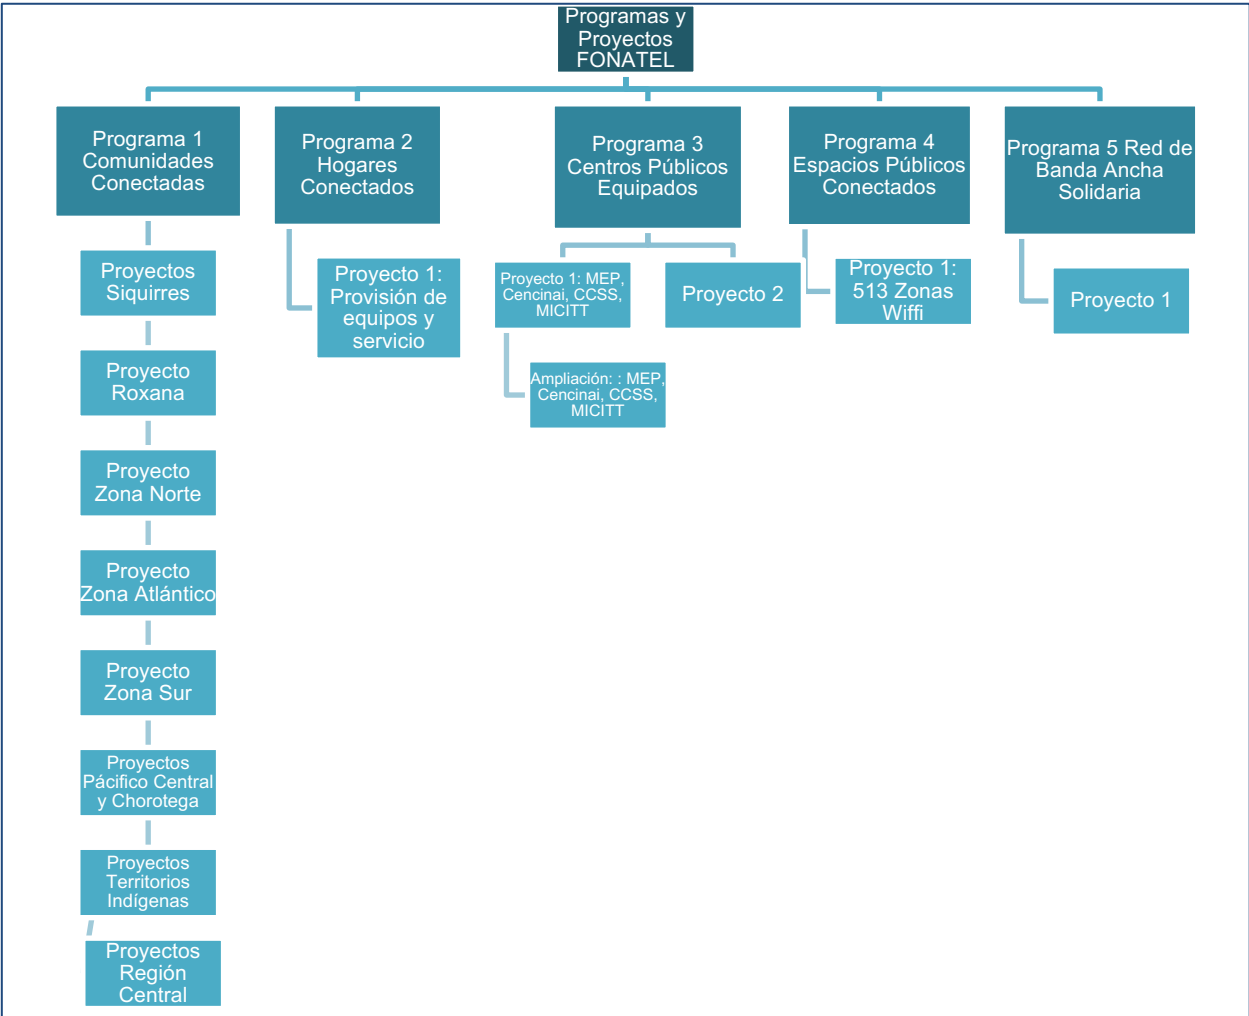 Programas y
Proyectos
FONATEL
Programa 1
Comunidades
Conectadas
Programa 2
Hogares
Conectados
Programa 3
Centros Públicos
Equipados
Programa 4
Espacios Públicos
Conectados
Programa 5 Red de
Banda Ancha
Solidaria
Proyectos
Siquirres
Proyecto
Roxana
Proyecto
Zona Norte
Proyecto
Zona Atlántico
Proyecto
Zona Sur
Proyectos
Pácifico Central
y Chorotega
Proyectos
Territorios
Indígenas
Proyectos
Región
Central
Proyecto 1:
Provisión de
equipos y
servicio
Proyecto 1: MEP,
Cencinai, CCSS,
MICITT
Ampliación: : MEP,
Cencinai, CCSS,
MICITT
Proyecto 2
Proyecto 1:
513 Zonas
Wiffi
Proyecto 1